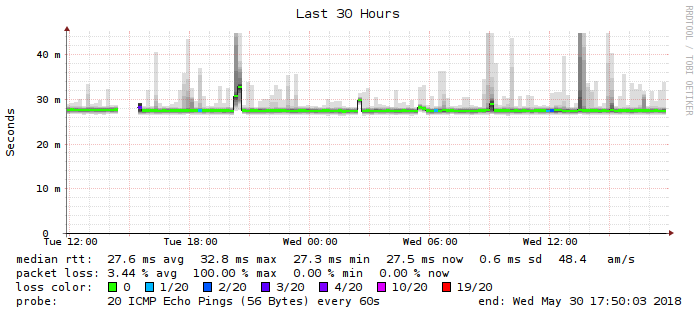 Last 30 Hours
RRDTOOL / TOBI OETIKER
Seconds
40 m
30 m
20 m
10 m
0
Tue 12:00 Tue 18:00 Wed 00:00 Wed 06:00 Wed 12:00
median rtt: 27.6 ms avg 32.8 ms max 27.3 ms min 27.5 ms now 0.6 ms sd 48.4 am/s
packet loss: 3.44 % avg 100.00 % max 0.00 % min 0.00 % now
loss color: 0 1/20 2/20 3/20 4/20 10/20 19/20
probe: 20 ICMP Echo Pings (56 Bytes) every 60s end: Wed May 30 17:50:03 2018